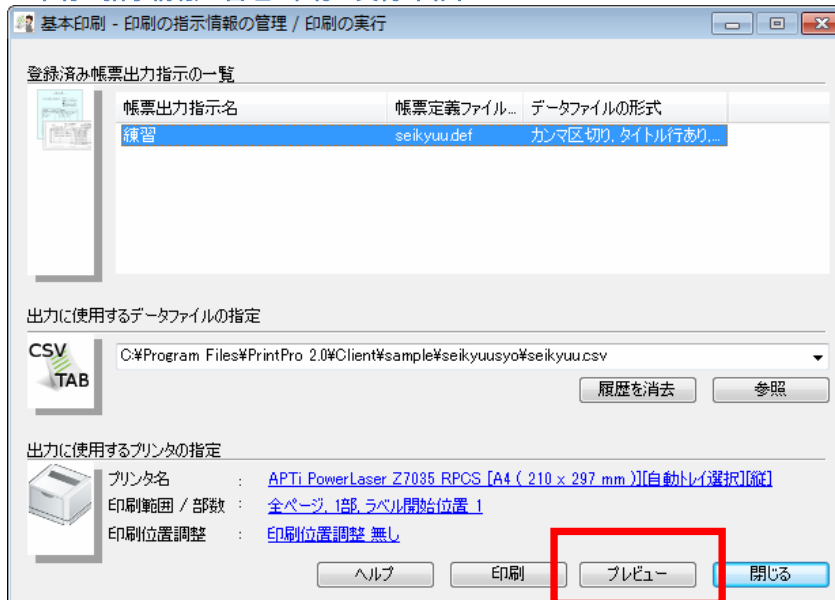 基本印刷 - 印刷の指示情報の管理 / 印刷の実行
登録済み帳票出力指示の一覧
帳票出力指示名 帳票定義ファイル... データファイルの形式
練習 seikyuu.def カンマ区切り, タイトル行あり,...
出力に使用するデータファイルの指定
CSV
TAB
C:¥Program Files¥PrintPro 2.0¥Client¥sample¥seikyuusyo¥seikyuu.csv
履歴を消去 参照
出力に使用するプリンタの指定
プリンタ名 : APTi PowerLaser Z7035 RPCS [A4 ( 210 x 297 mm )][自動トレイ選択][縦]
印刷範囲 / 部数 : 全ページ, 1部, ラベル開始位置 1
印刷位置調整 : 印刷位置調整 無し
ヘルプ 印刷 プレビュー 閉じる